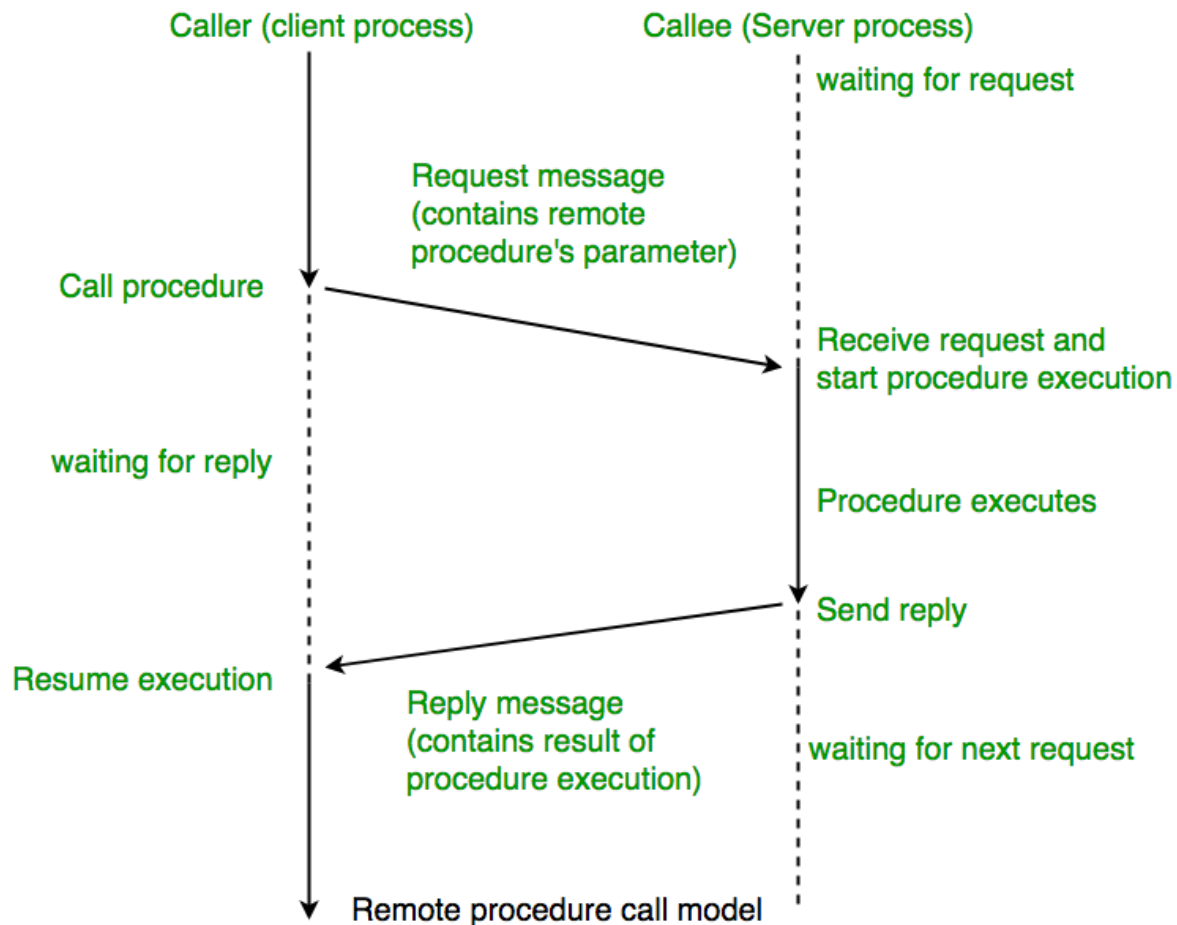 Caller (client process)
Callee (Server process)
waiting for request
Request message
(contains remote
procedure's parameter)
Call procedure
Receive request and
start procedure execution
waiting for reply
Procedure executes
Send reply
Resume execution
Reply message
(contains result of
procedure execution)
waiting for next request
Remote procedure call model